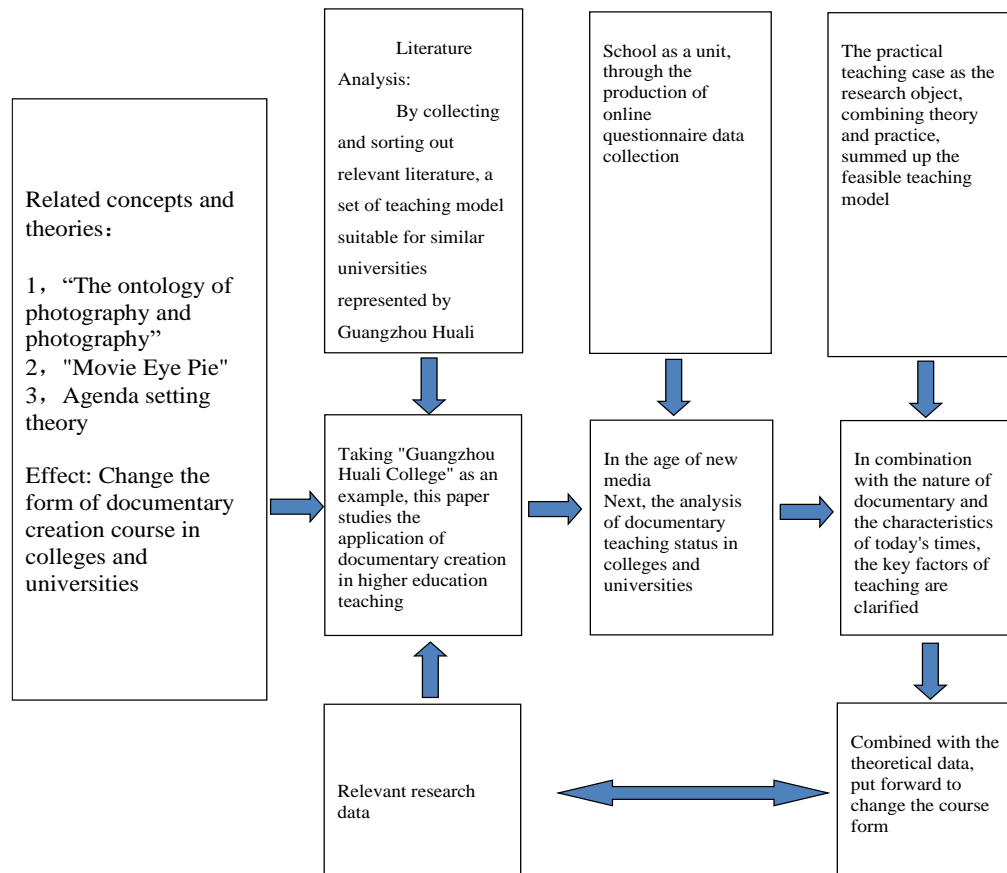 Related concepts and
theories：
1，“The ontology of
photography and
photography”
2，"Movie Eye Pie"
3，Agenda setting
theory
Effect: Change the
form of documentary
creation course in
colleges and
universities
Literature
Analysis:
By collecting
and sorting out
relevant literature, a
set of teaching model
suitable for similar
universities
represented by
Guangzhou Huali
School as a unit,
through the
production of
online
questionnaire data
collection
The practical
teaching case as the
research object,
combining theory
and practice,
summed up the
feasible teaching
model
Taking "Guangzhou
Huali College" as an
example, this paper
studies the
application of
documentary creation
in higher education
teaching
In the age of new
media
Next, the analysis
of documentary
teaching status in
colleges and
universities
In combination
with the nature of
documentary and
the characteristics
of today's times,
the key factors of
teaching are
clarified
Relevant research
data
Combined with the
theoretical data,
put forward to
change the course
form